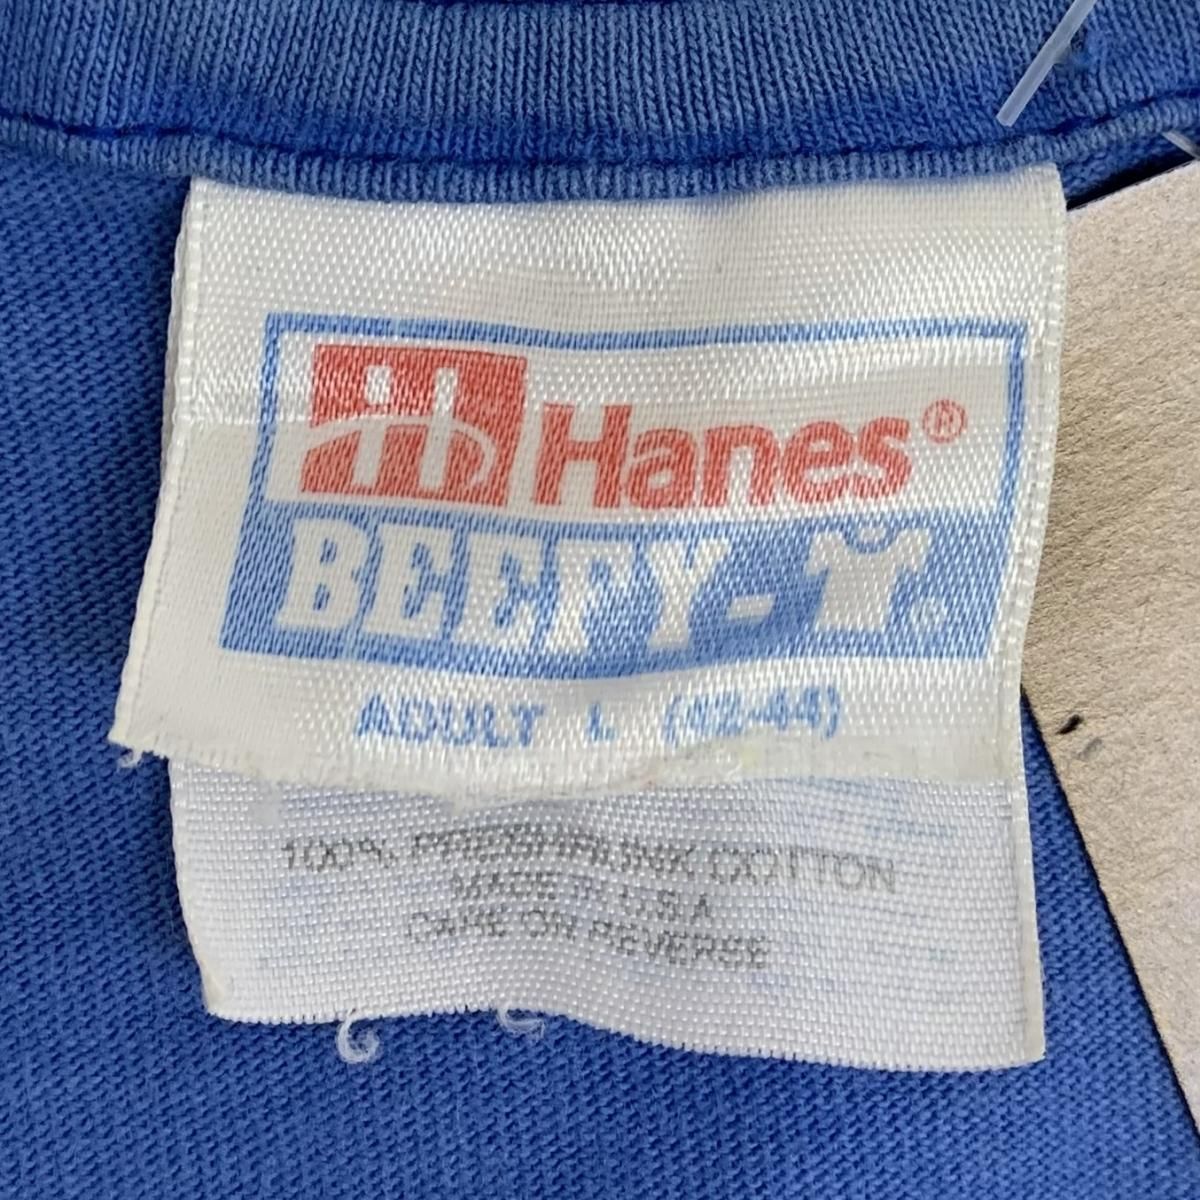 Hanes®
BEEFY-T®
ADULT L (42-44)
100% PRESHRUNK COTTON
MADE IN U.S.A
CARE ON REVERSE